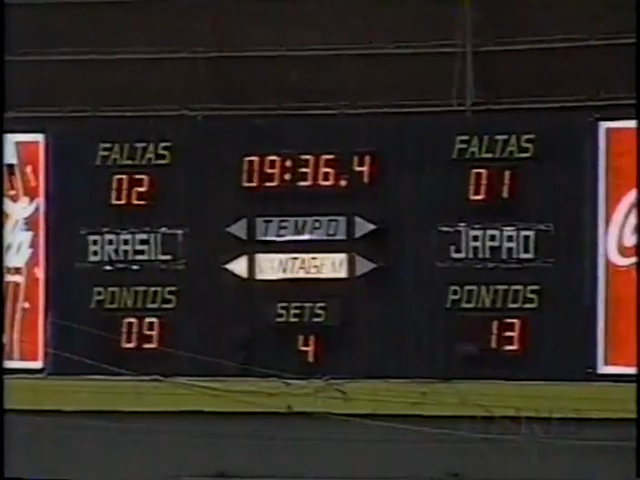 FALTAS
02
09:36.4
FALTAS
01
TEMPO
BRASIL
VANTAGEM
JAPÃO
PONTOS
09
SETS
4
PONTOS
13